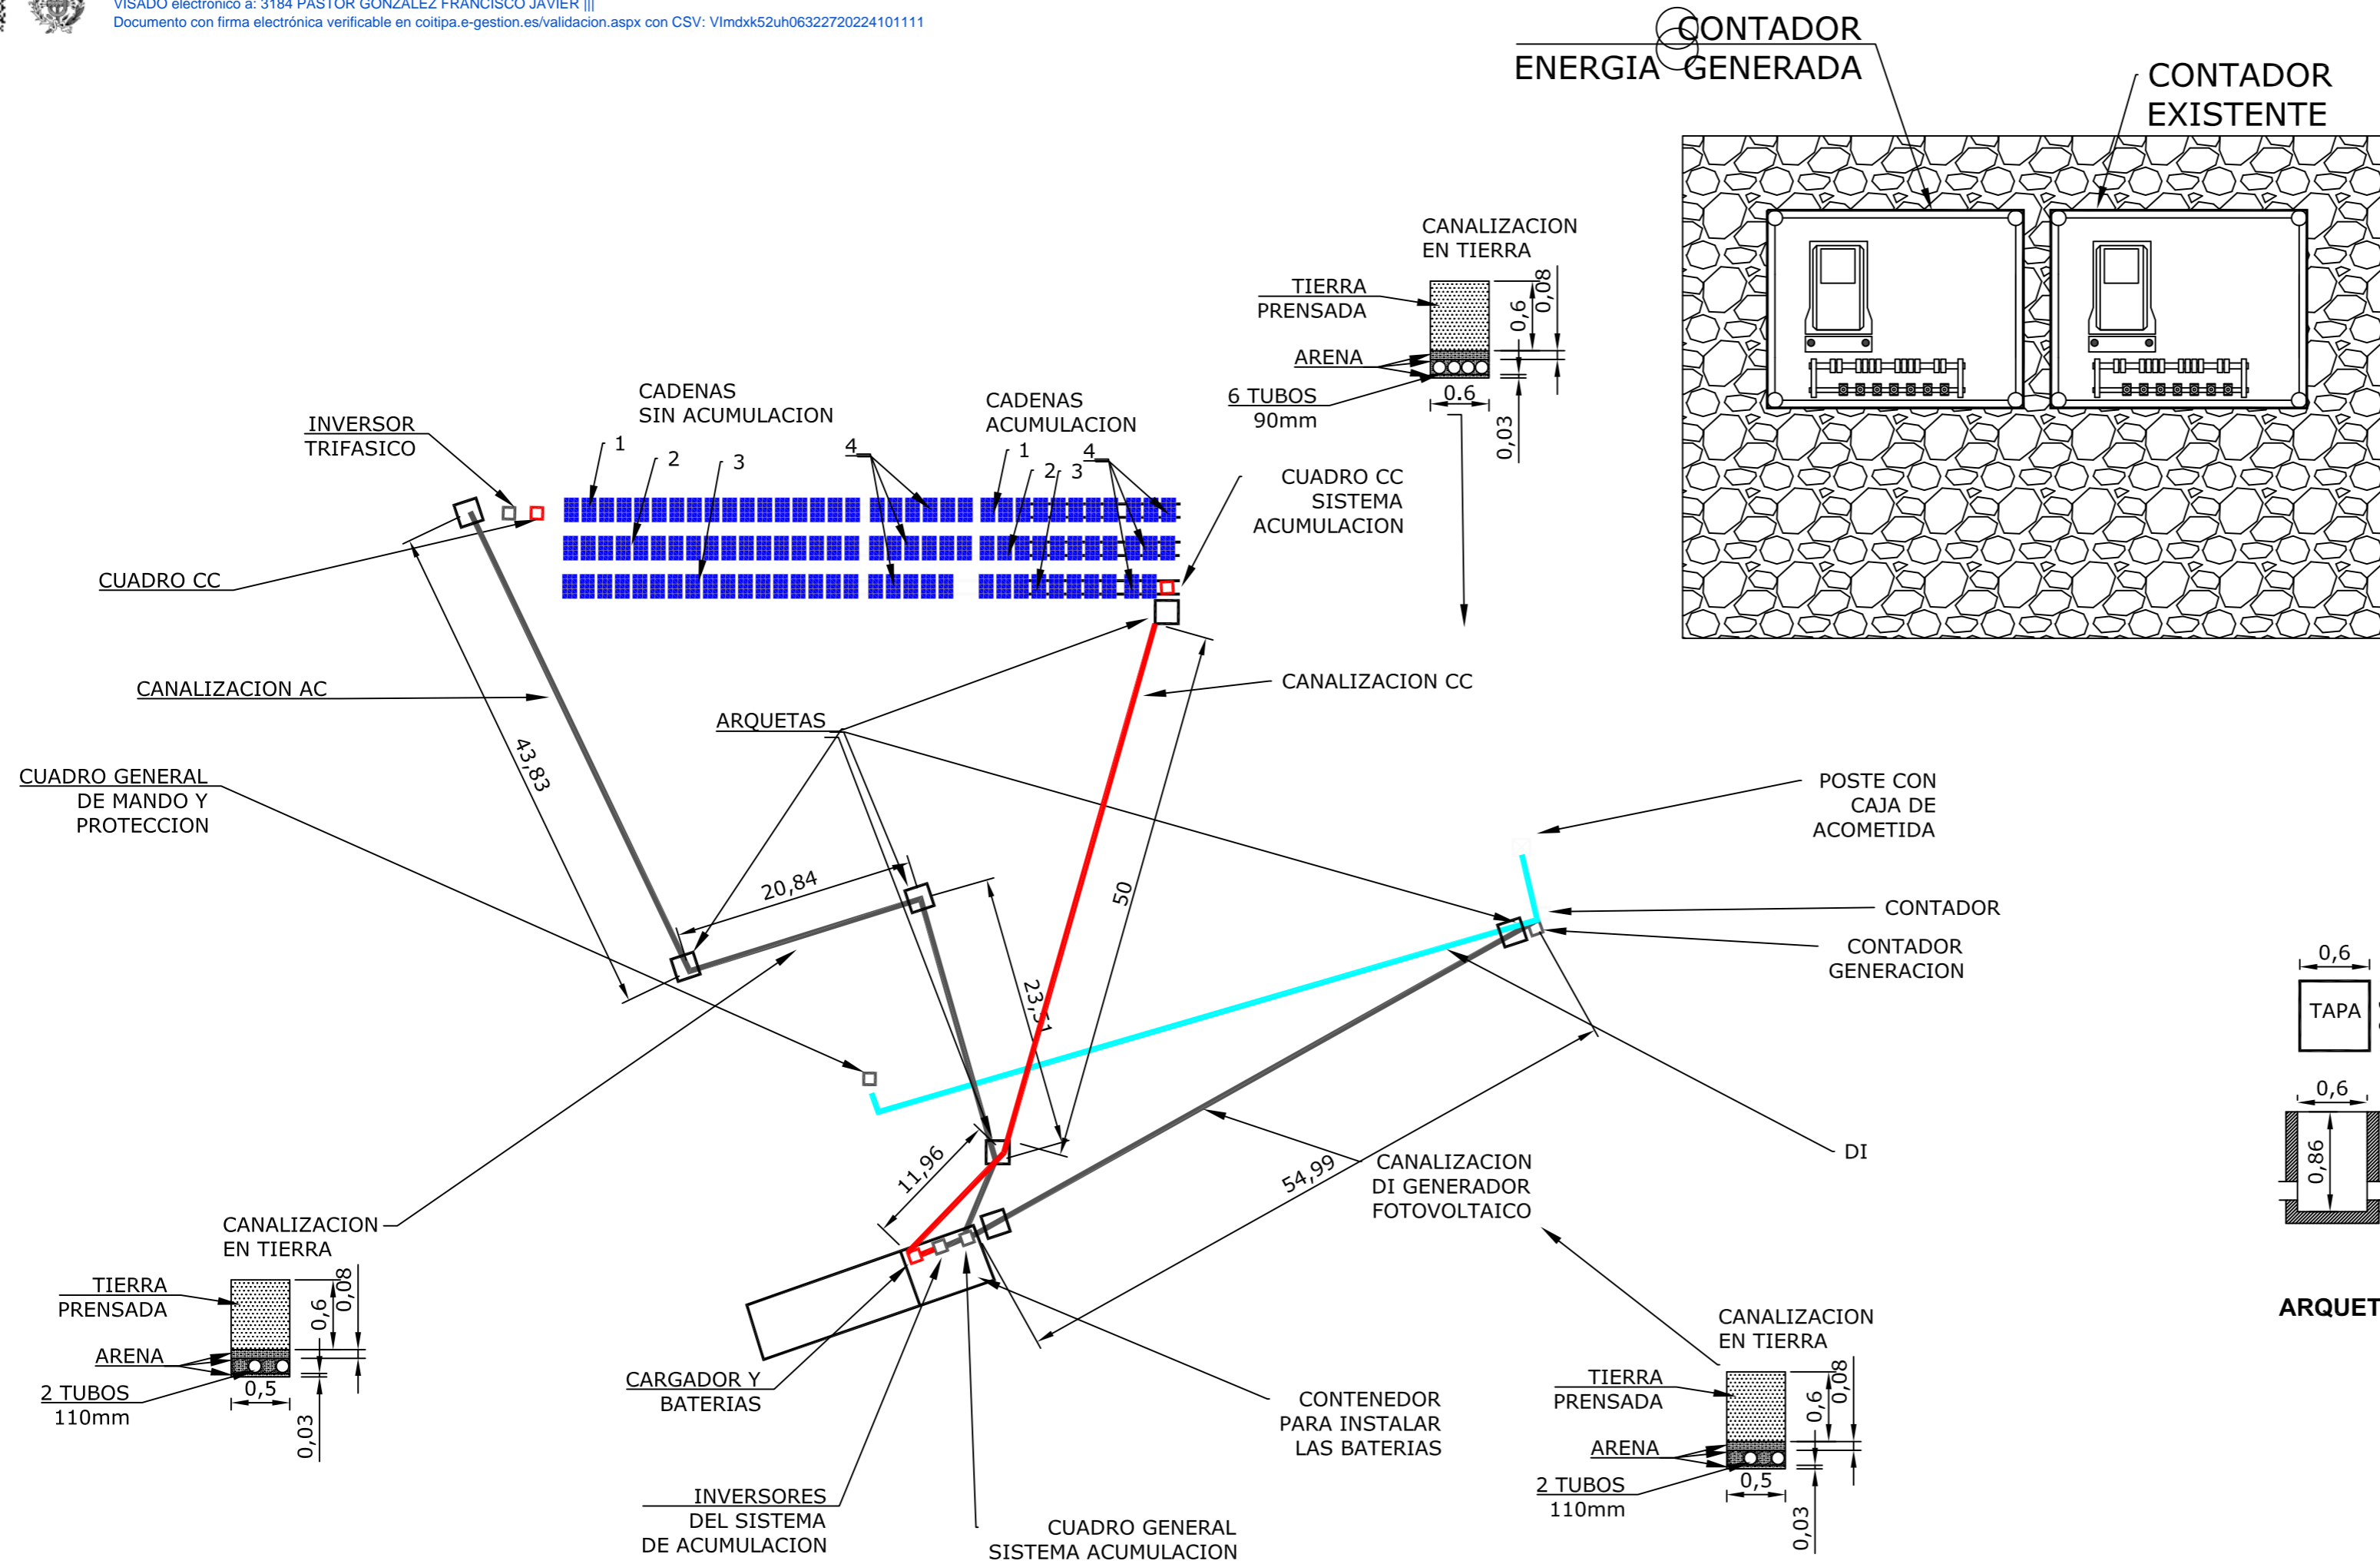 VISADO electrónico a: 3184 PASTOR GONZALEZ FRANCISCO JAVIER |||
Documento con firma electrónica verificable en coitipa.e-gestion.es/validacion.aspx con CSV: VImdxk52uh06322720224101111
CONTADOR
ENERGIA GENERADA
CONTADOR
EXISTENTE
CANALIZACION
EN TIERRA
TIERRA
PRENSADA
0,6
0,08
ARENA
6 TUBOS
90mm
0.6
0,03
CADENAS
SIN ACUMULACION
CADENAS
ACUMULACION
INVERSOR
TRIFASICO
1
2
3
4
1
2
3
4
CUADRO CC
SISTEMA
ACUMULACION
CUADRO CC
CANALIZACION AC
CANALIZACION CC
ARQUETAS
43,83
CUADRO GENERAL
DE MANDO Y
PROTECCION
20,84
50
23,51
POSTE CON
CAJA DE
ACOMETIDA
CONTADOR
CONTADOR
GENERACION
0,6
TAPA
0,6
0,86
ARQUET
DI
11,96
54,99
CANALIZACION
DI GENERADOR
FOTOVOLTAICO
CANALIZACION
EN TIERRA
TIERRA
PRENSADA
0,6
0,08
ARENA
2 TUBOS
110mm
0,5
0,03
CARGADOR Y
BATERIAS
CONTENEDOR
PARA INSTALAR
LAS BATERIAS
INVERSORES
DEL SISTEMA
DE ACUMULACION
CUADRO GENERAL
SISTEMA ACUMULACION
CANALIZACION
EN TIERRA
TIERRA
PRENSADA
0,6
0,08
ARENA
2 TUBOS
110mm
0,5
0,03